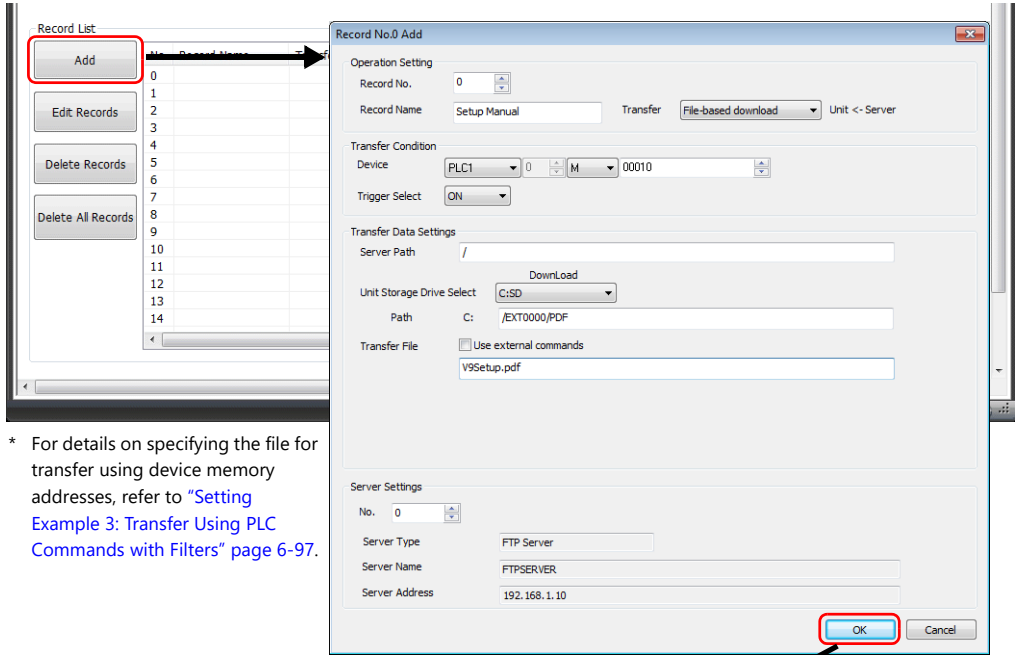 Record List
Add
Edit Records
Delete Records
Delete All Records
No. Record Name
0
1
2
3
4
5
6
7
8
9
10
11
12
13
14
Record No.0 Add
Operation Setting
Record No. 0
Record Name Setup Manual Transfer File-based download Unit <- Server
Transfer Condition
Device PLC1 0 M 00010
Trigger Select ON
Transfer Data Settings
Server Path /
DownLoad
Unit Storage Drive Select C:SD
Path C: /EXT0000/PDF
Transfer File Use external commands
V9Setup.pdf
Server Settings
No. 0
Server Type FTP Server
Server Name FTPSERVER
Server Address 192.168.1.10
OK Cancel
* For details on specifying the file for
transfer using device memory
addresses, refer to “Setting
Example 3: Transfer Using PLC
Commands with Filters” page 6-97.